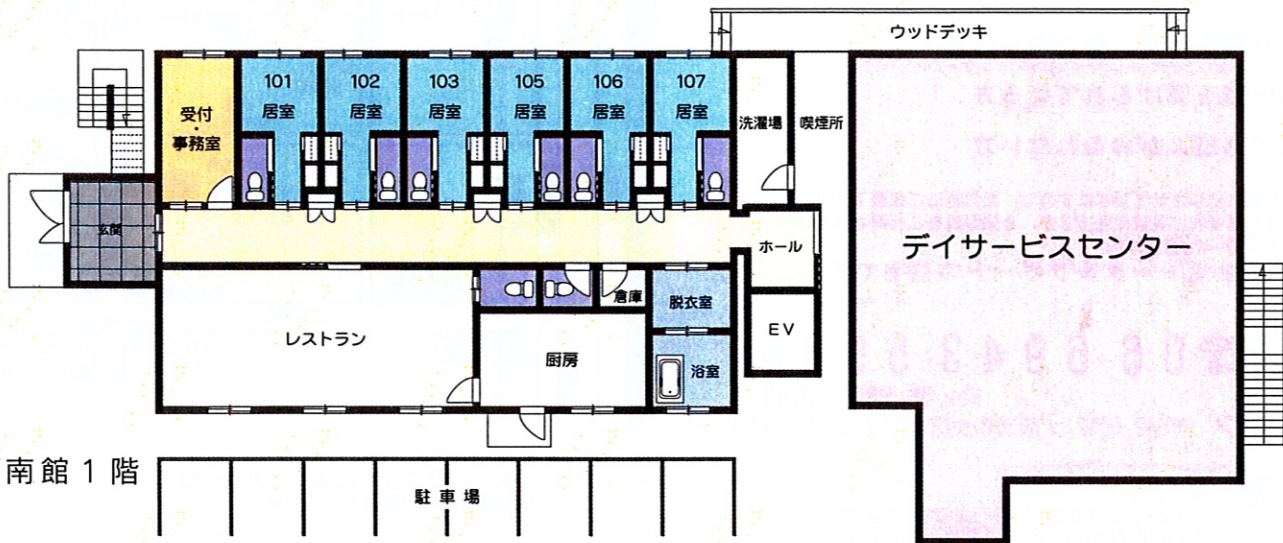 ウッドデッキ
受付・事務室
101
居室
102
居室
103
居室
105
居室
106
居室
107
居室
洗濯場
喫煙所
玄関
ホール
デイサービスセンター
レストラン
倉庫
脱衣室
EV
厨房
浴室
南館1階
駐車場